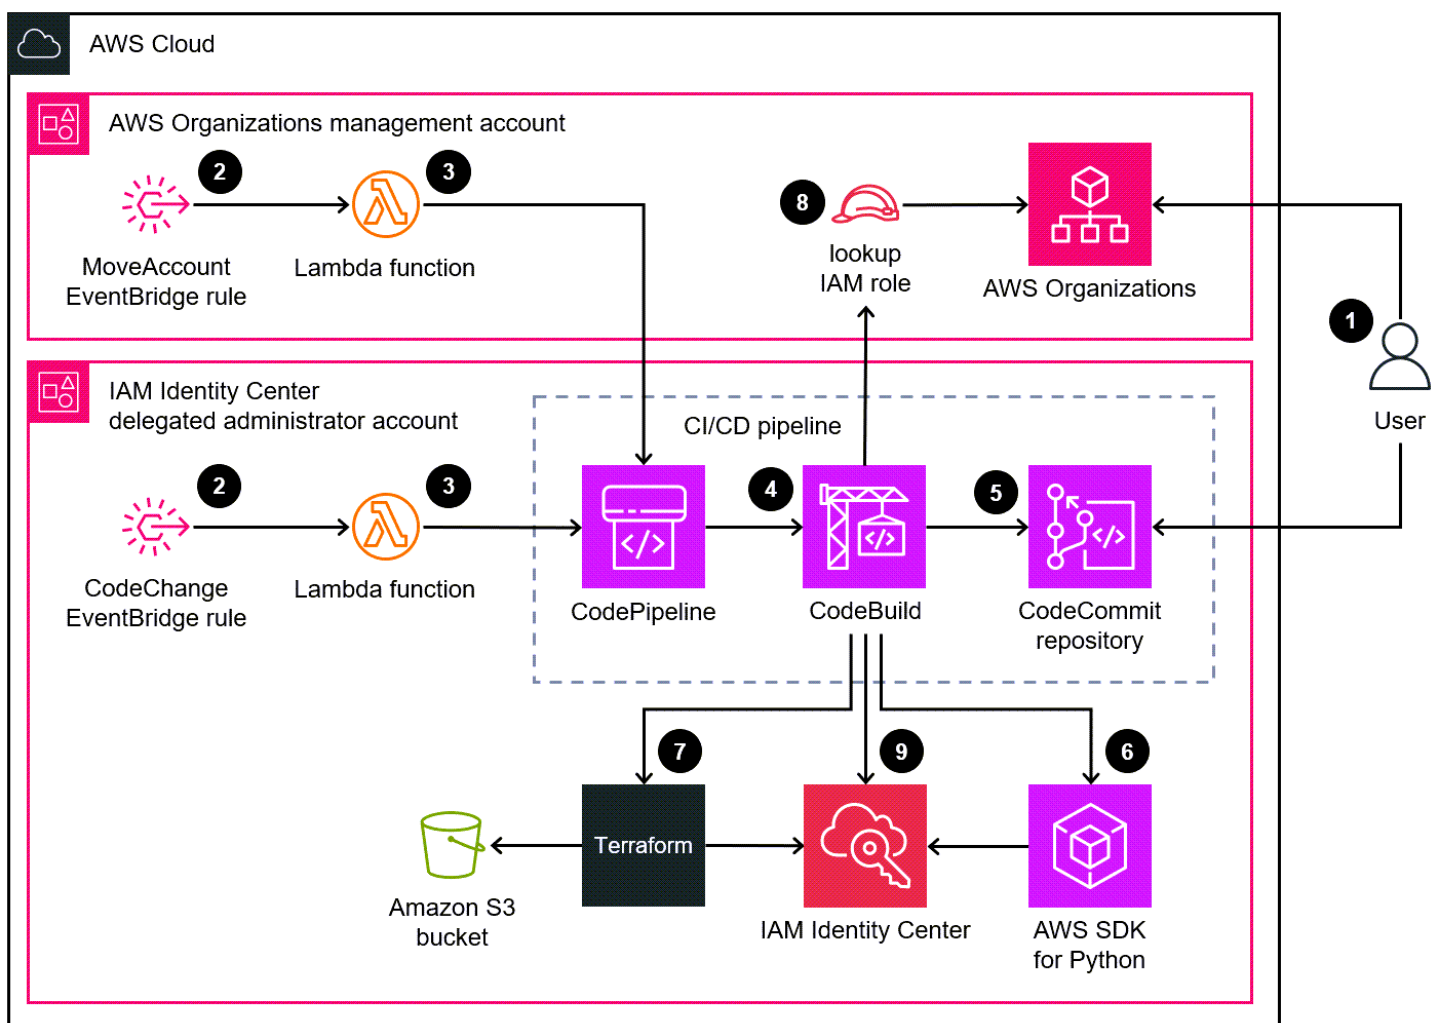 AWS Cloud
AWS Organizations management account
2
3
MoveAccount
EventBridge rule
Lambda function
8
lookup
IAM role
AWS Organizations
1
User
IAM Identity Center
delegated administrator account
CI/CD pipeline
2
3
4
5
CodeChange
EventBridge rule
Lambda function
CodePipeline
CodeBuild
CodeCommit
repository
7
9
6
Terraform
Amazon S3
bucket
IAM Identity Center
AWS SDK
for Python